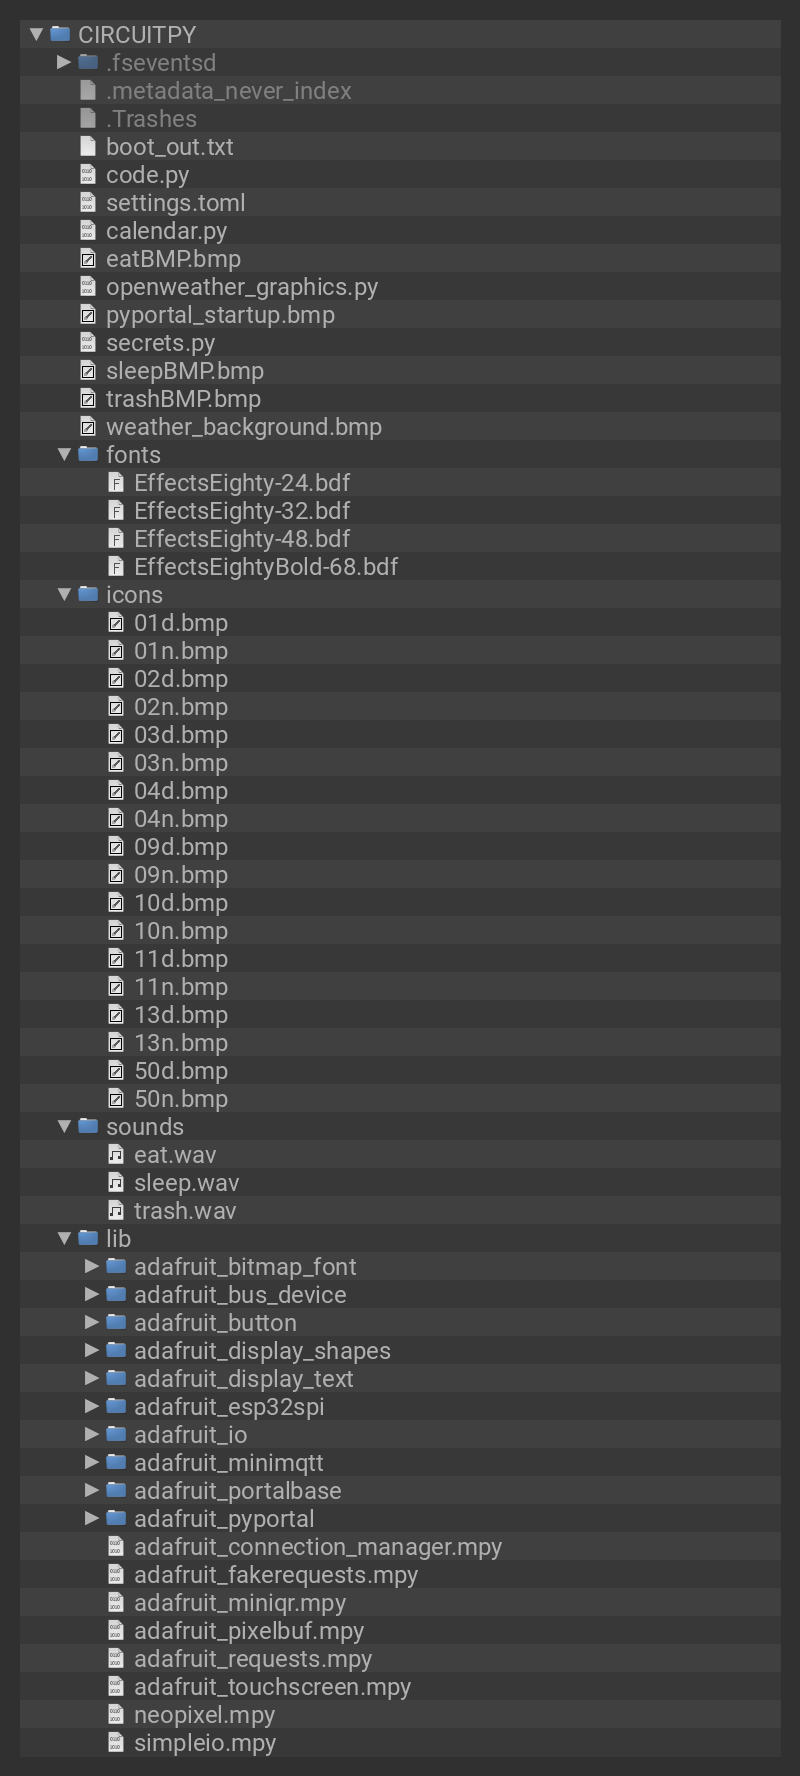 CIRCUITPY
.fseventsd
.metadata_never_index
.Trashes
boot_out.txt
code.py
settings.toml
calendar.py
eatBMP.bmp
openweather_graphics.py
pyportal_startup.bmp
secrets.py
sleepBMP.bmp
trashBMP.bmp
weather_background.bmp
fonts
EffectsEighty-24.bdf
EffectsEighty-32.bdf
EffectsEighty-48.bdf
EffectsEightyBold-68.bdf
icons
01d.bmp
01n.bmp
02d.bmp
02n.bmp
03d.bmp
03n.bmp
04d.bmp
04n.bmp
09d.bmp
09n.bmp
10d.bmp
10n.bmp
11d.bmp
11n.bmp
13d.bmp
13n.bmp
50d.bmp
50n.bmp
sounds
eat.wav
sleep.wav
trash.wav
lib
adafruit_bitmap_font
adafruit_bus_device
adafruit_button
adafruit_display_shapes
adafruit_display_text
adafruit_esp32spi
adafruit_io
adafruit_minimqtt
adafruit_portalbase
adafruit_pyportal
adafruit_connection_manager.mpy
adafruit_fakerequests.mpy
adafruit_miniqr.mpy
adafruit_pixelbuf.mpy
adafruit_requests.mpy
adafruit_touchscreen.mpy
neopixel.mpy
simpleio.mpy